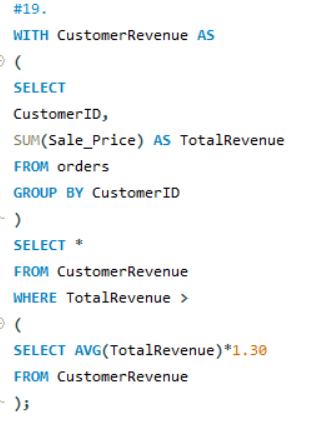 #19.
WITH CustomerRevenue AS
(
SELECT
CustomerID,
SUM(Sale_Price) AS TotalRevenue
FROM orders
GROUP BY CustomerID
)
SELECT *
FROM CustomerRevenue
WHERE TotalRevenue >
(
SELECT AVG(TotalRevenue)*1.30
FROM CustomerRevenue
);